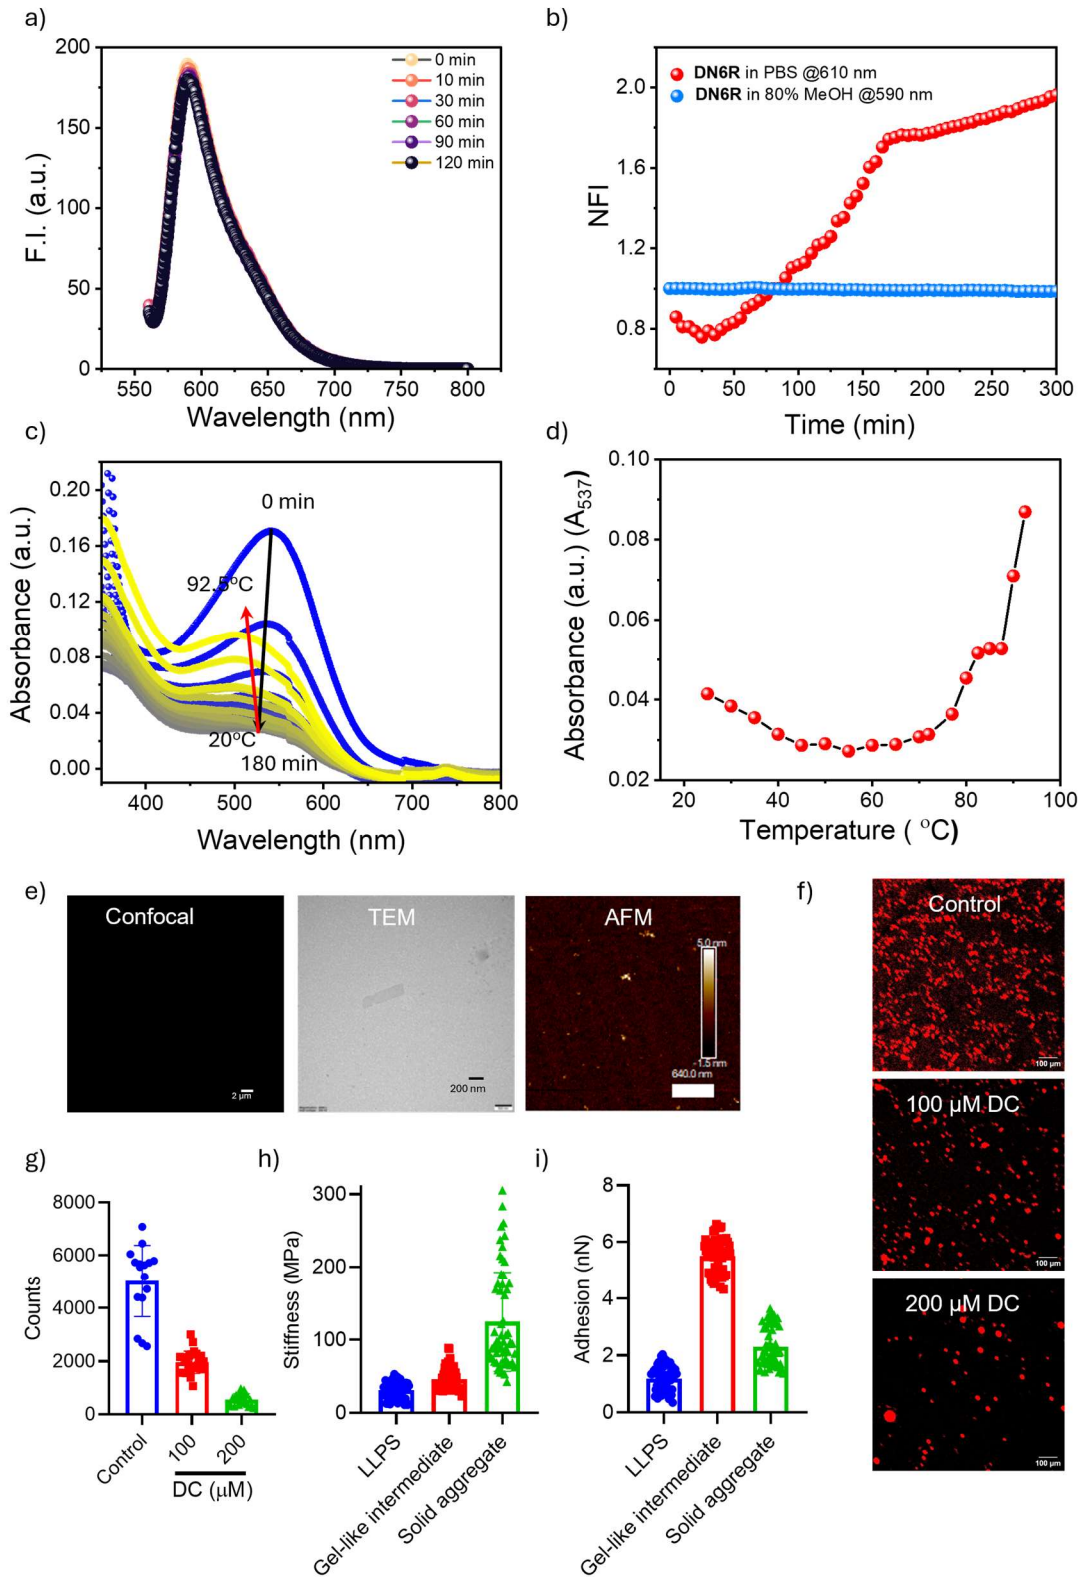 a)
200
150
100
50
0
F.I. (a.u.)
0 min
10 min
30 min
60 min
90 min
120 min
550 600 650 700 750 800
Wavelength (nm)
b)
2.0
1.6
1.2
0.8
NFI
DN6R in PBS @610 nm
DN6R in 80% MeOH @590 nm
0 50 100 150 200 250 300
Time (min)
c)
0.20
0.16
0.12
0.08
0.04
0.00
Absorbance (a.u.)
0 min
92.5ºC
20ºC
180 min
400 500 600 700 800
Wavelength (nm)
d)
0.10
0.08
0.06
0.04
0.02
Absorbance (a.u.) (A537)
20 40 60 80 100
Temperature ( ºC)
e)
Confocal
2 µm
TEM
200 nm
AFM
5.0 nm
-1.5 nm
640.0 nm
f)
Control
100 µm
100 µM DC
100 µm
200 µM DC
100 µm
g)
8000
6000
4000
2000
0
Counts
Control
100
200
DC (µM)
h)
300
200
100
0
Stiffness (MPa)
LLPS
Gel-like intermediate
Solid aggregate
i)
8
6
4
2
0
Adhesion (nN)
LLPS
Gel-like intermediate
Solid aggregate